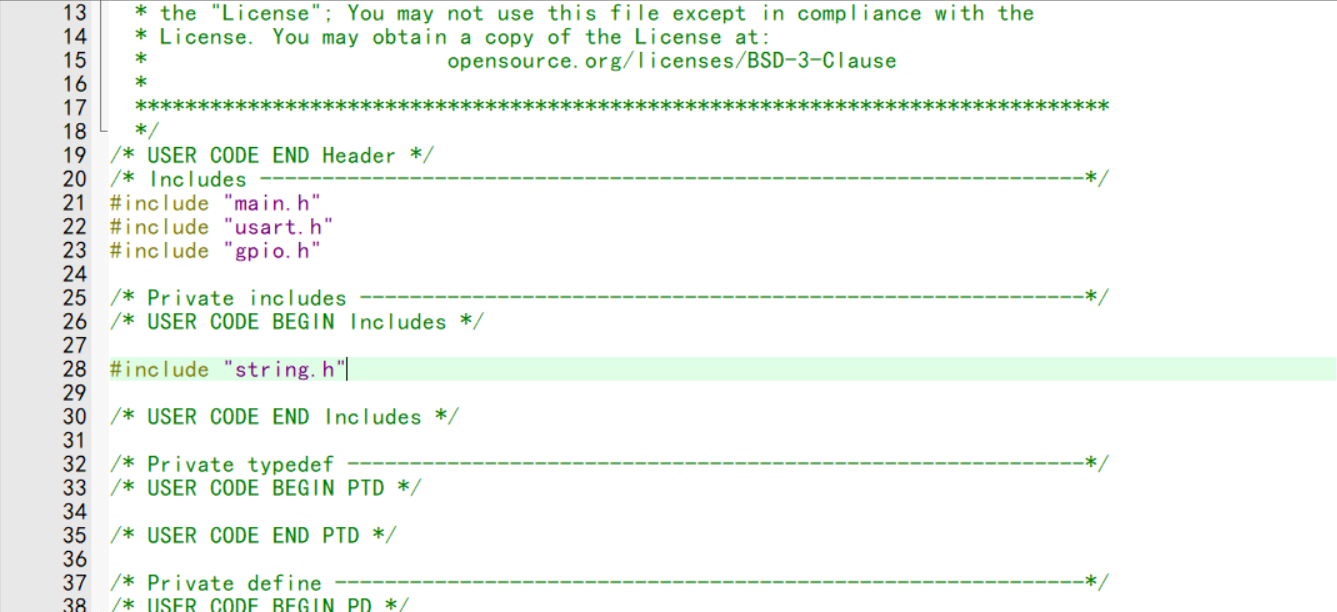 13 * the "License"; You may not use this file except in compliance with the
14 * License. You may obtain a copy of the License at:
15 * opensource.org/licenses/BSD-3-Clause
16 *
17 ******************************************************************************
18 */
19 /* USER CODE END Header */
20 /* Includes ------------------------------------------------------------------*/
21 #include "main.h"
22 #include "usart.h"
23 #include "gpio.h"
24
25 /* Private includes ----------------------------------------------------------*/
26 /* USER CODE BEGIN Includes */
27
28 #include "string.h"
29
30 /* USER CODE END Includes */
31
32 /* Private typedef -----------------------------------------------------------*/
33 /* USER CODE BEGIN PTD */
34
35 /* USER CODE END PTD */
36
37 /* Private define ------------------------------------------------------------*/
38 /* USER CODE BEGIN PD */